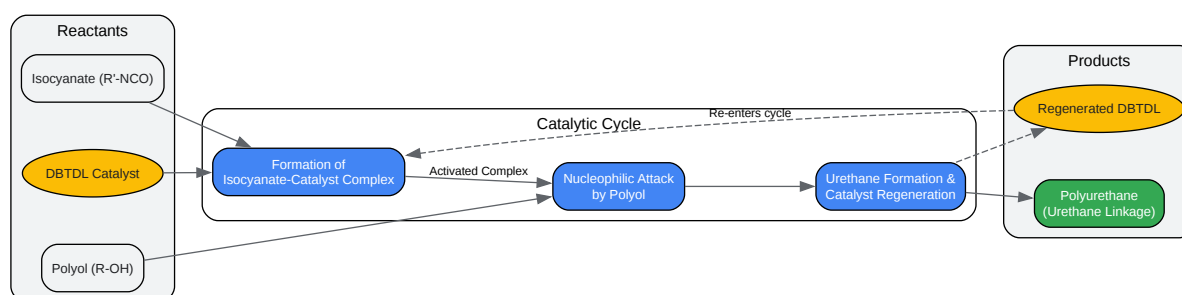 Reactants
Isocyanate (R'-NCO)
DBTDL Catalyst
Polyol (R-OH)
Catalytic Cycle
Formation of
Isocyanate-Catalyst Complex
Activated Complex
Nucleophilic Attack
by Polyol
Urethane Formation &
Catalyst Regeneration
Re-enters cycle
Products
Regenerated DBTDL
Polyurethane
(Urethane Linkage)